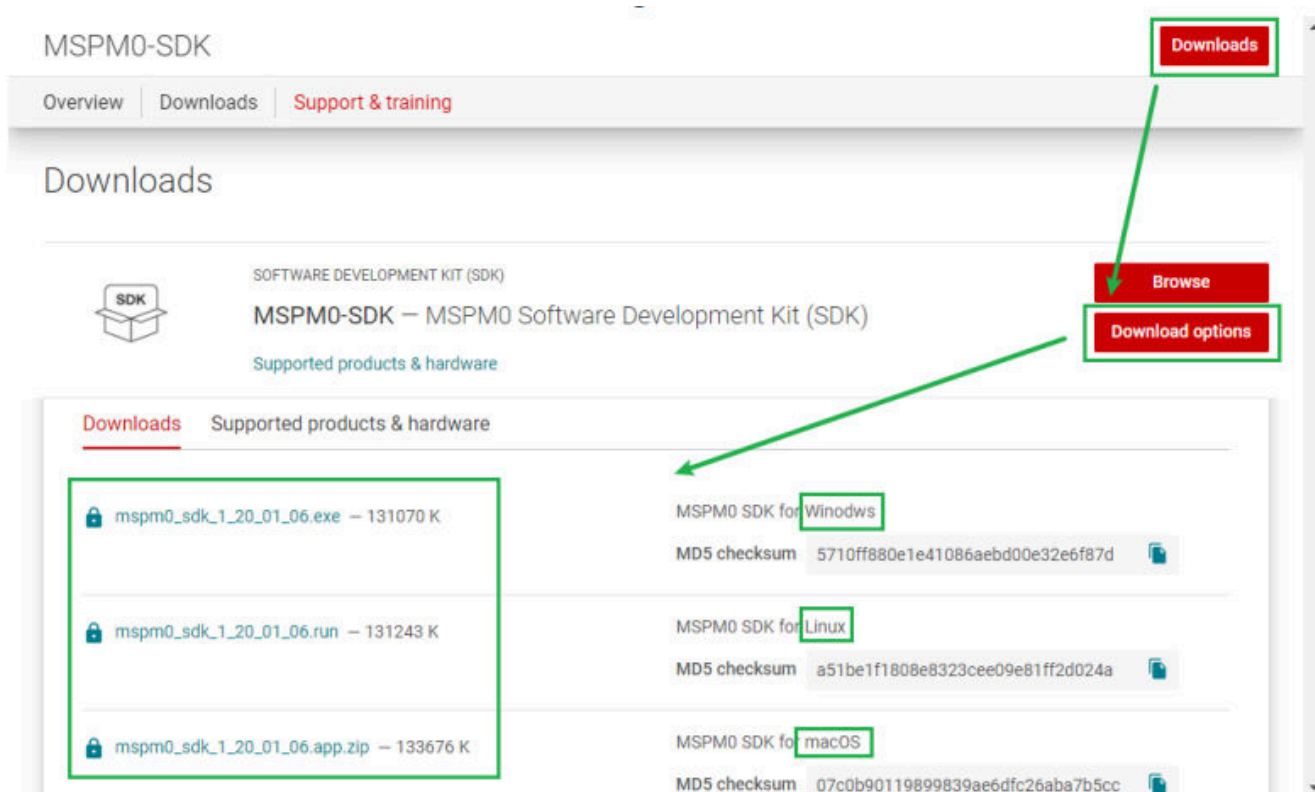 MSPM0-SDK
Downloads
Overview Downloads Support & training
Downloads
SDK
SOFTWARE DEVELOPMENT KIT (SDK)
MSPM0-SDK — MSPM0 Software Development Kit (SDK)
Supported products & hardware
Browse
Download options
Downloads Supported products & hardware
mspm0_sdk_1_20_01_06.exe — 131070 K
MSPM0 SDK for Winodws
MD5 checksum 5710ff880e1e41086aebd00e32e6f87d
mspm0_sdk_1_20_01_06.run — 131243 K
MSPM0 SDK for Linux
MD5 checksum a51be1f1808e8323cee09e81ff2d024a
mspm0_sdk_1_20_01_06.app.zip — 133676 K
MSPM0 SDK for macOS
MD5 checksum 07c0b90119899839ae6dfc26aba7b5cc